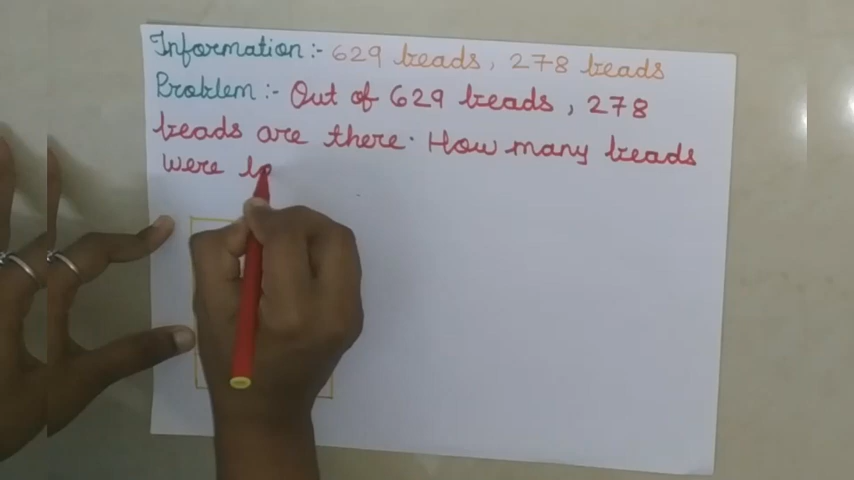 Information :- 629 beads, 278 beads
Problem :- Out of 629 beads, 278
beads are there. How many beads
were